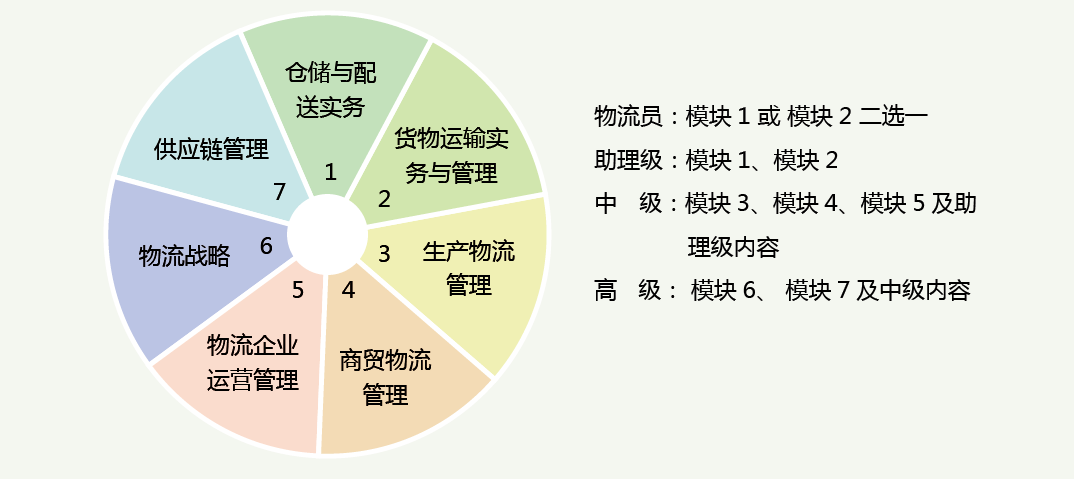 仓储与配
送实务
1
货物运输实
务与管理
2
生产物流
管理
3
商贸物流
管理
4
物流企业
运营管理
5
物流战略
6
供应链管理
7
物流员：模块 1 或 模块 2 二选一
助理级：模块 1、模块 2
中　级：模块 3、模块 4、模块 5 及助
理级内容
高　级： 模块 6、 模块 7 及中级内容